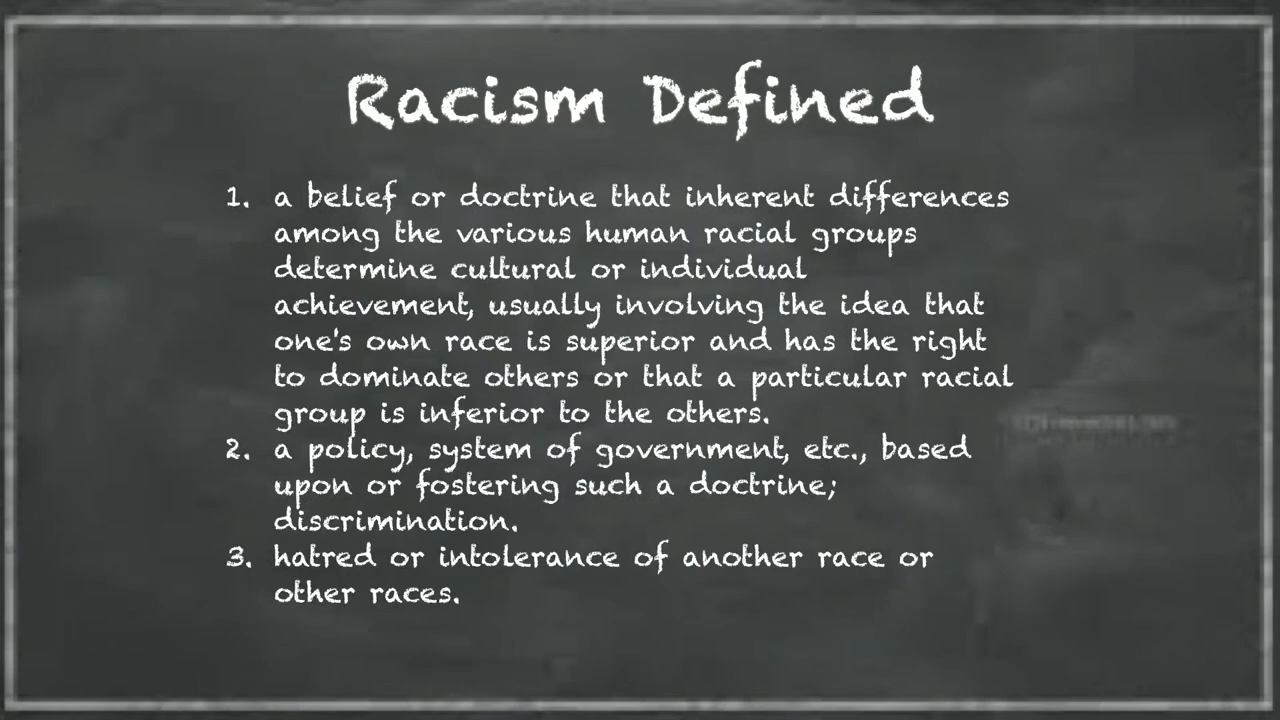 Racism Defined
1. a belief or doctrine that inherent differences
among the various human racial groups
determine cultural or individual
achievement, usually involving the idea that
one's own race is superior and has the right
to dominate others or that a particular racial
group is inferior to the others.
2. a policy, system of government, etc., based
upon or fostering such a doctrine;
discrimination.
3. hatred or intolerance of another race or
other races.